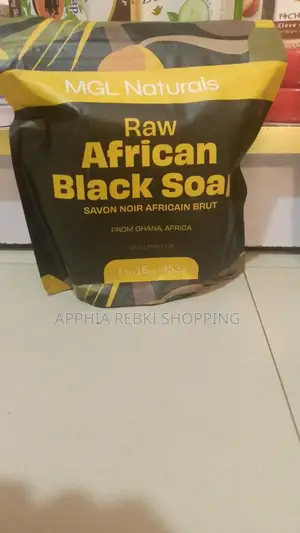 MGL Naturals
Raw
African
Black Soap
SAVON NOIR AFRICAIN BRUT
FROM GHANA, AFRICA
APPHIA REBKI SHOPPING